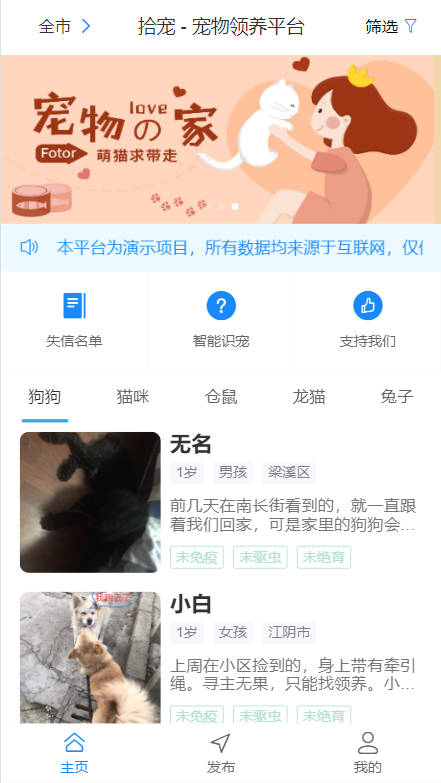 全市
拾宠 - 宠物领养平台
筛选
宠物の家
love
Fotor
萌猫求带走
本平台为演示项目，所有数据均来源于互联网，仅
失信名单
智能识宠
支持我们
狗狗
猫咪
仓鼠
龙猫
兔子
无名
1岁
男孩
梁溪区
前几天在南长街看到的，就一直跟
着我们回家，可是家里的狗狗会...
未免疫
未驱虫
未绝育
小白
1岁
女孩
江阴市
上周在小区捡到的，身上带有牵引
绳。寻主无果，只能找领养。小...
未免疫
未驱虫
未绝育
主页
发布
我的